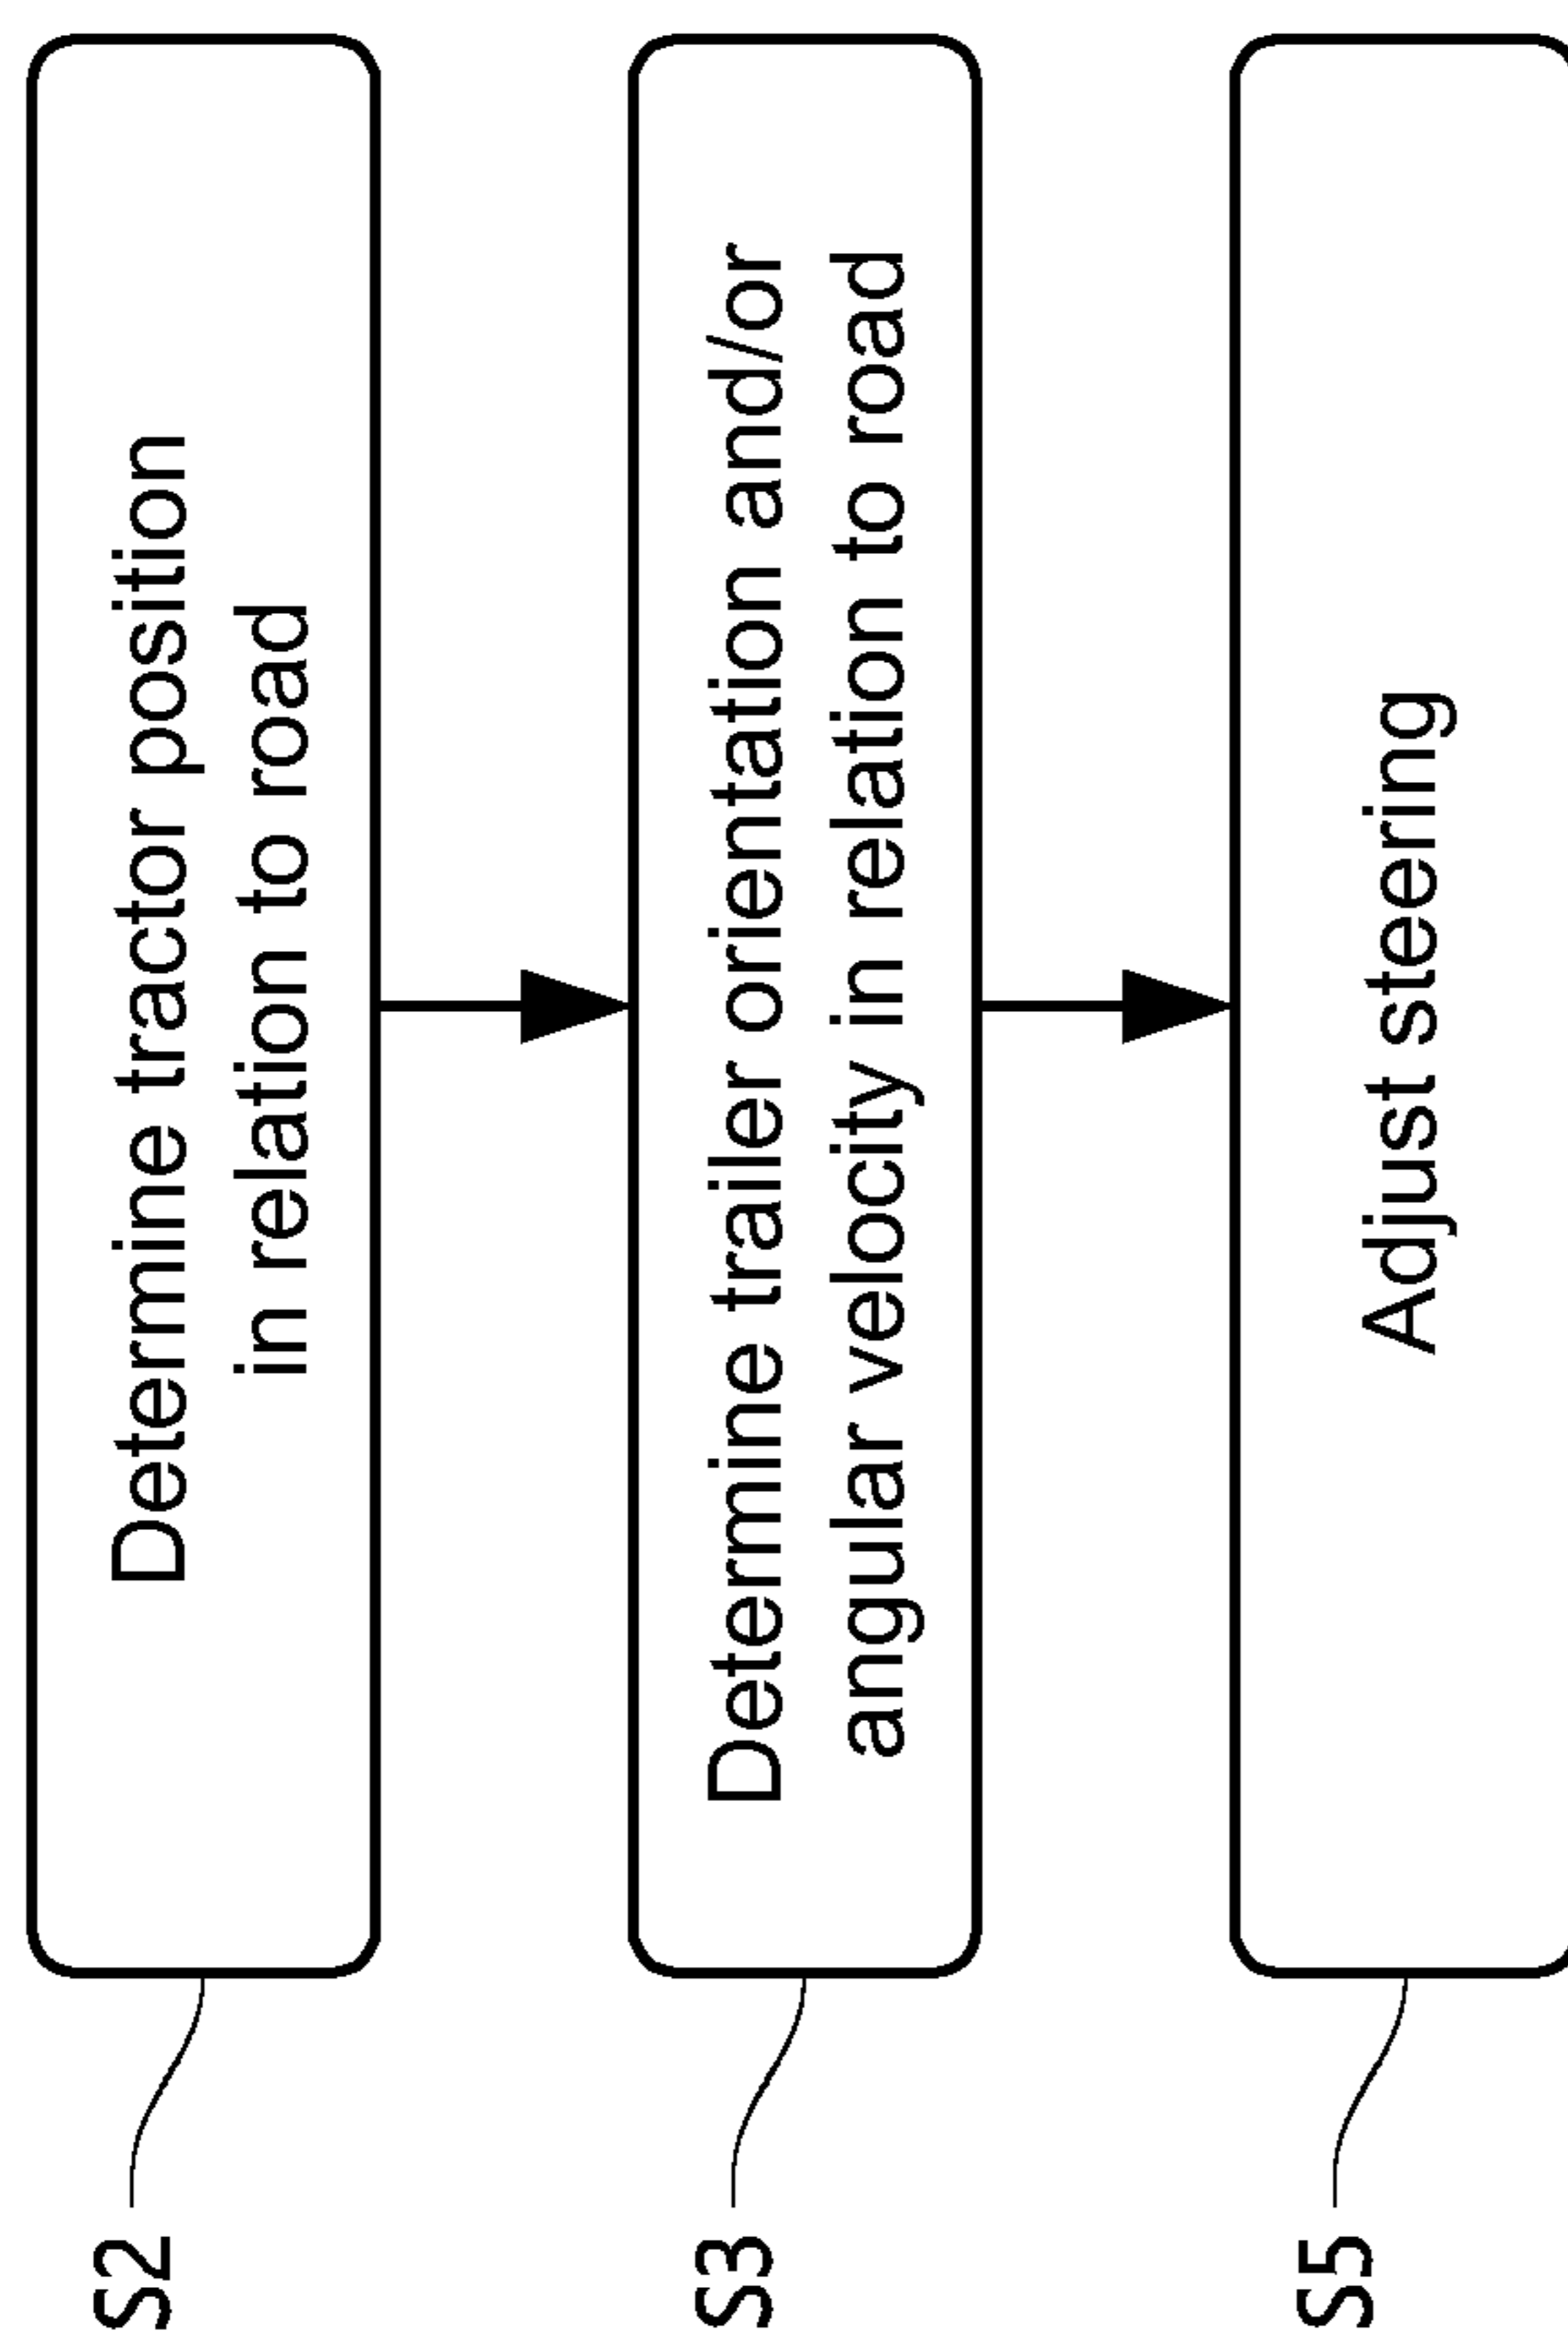 S2
Determine tractor position
in relation to road
S3
Determine trailer orientation and/or
angular velocity in relation to road
S5
Adjust steering